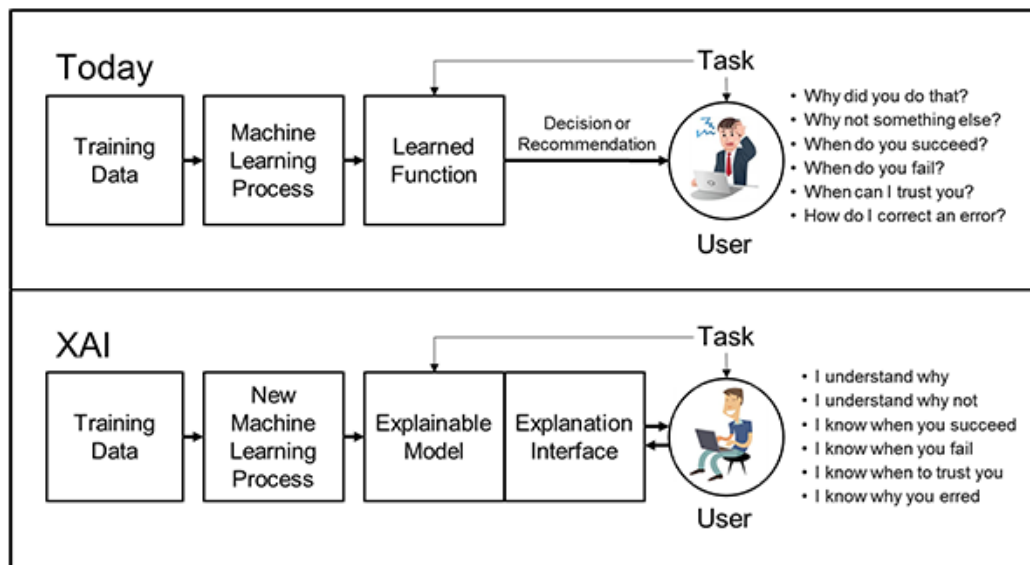 Today
Task
Training
Data
Machine
Learning
Process
Learned
Function
Decision or
Recommendation
User
• Why did you do that?
• Why not something else?
• When do you succeed?
• When do you fail?
• When can I trust you?
• How do I correct an error?
XAI
Task
Training
Data
New
Machine
Learning
Process
Explainable
Model
Explanation
Interface
User
• I understand why
• I understand why not
• I know when you succeed
• I know when you fail
• I know when to trust you
• I know why you erred